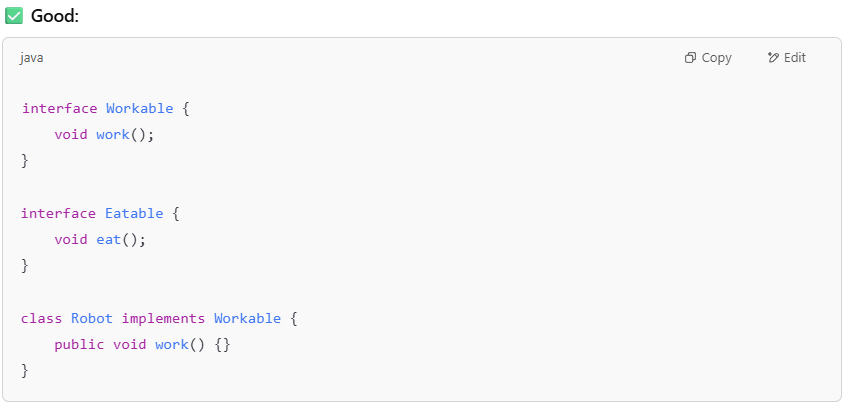 ✅ Good:
java Copy Edit
interface Workable {
    void work();
}
interface Eatable {
    void eat();
}
class Robot implements Workable {
    public void work() {}
}